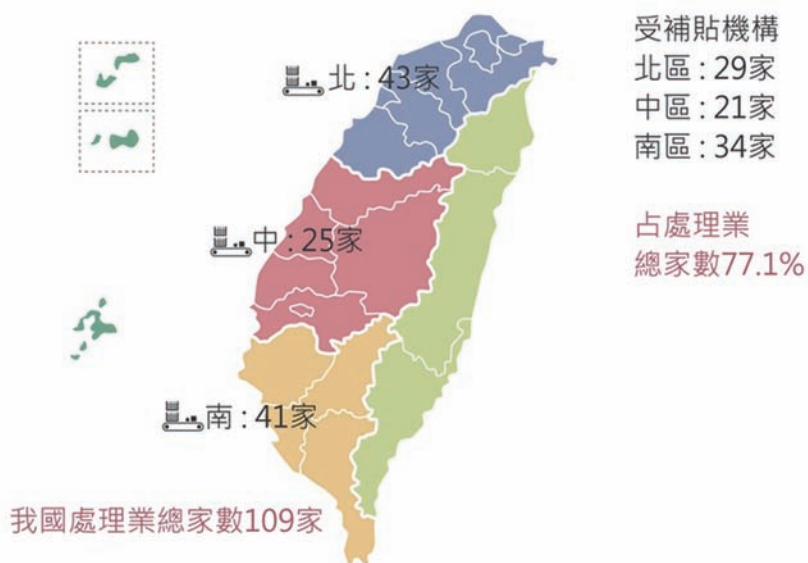 北：43家
中：25家
南：41家
我國處理業總家數109家
受補貼機構
北區：29家
中區：21家
南區：34家
占處理業
總家數77.1%